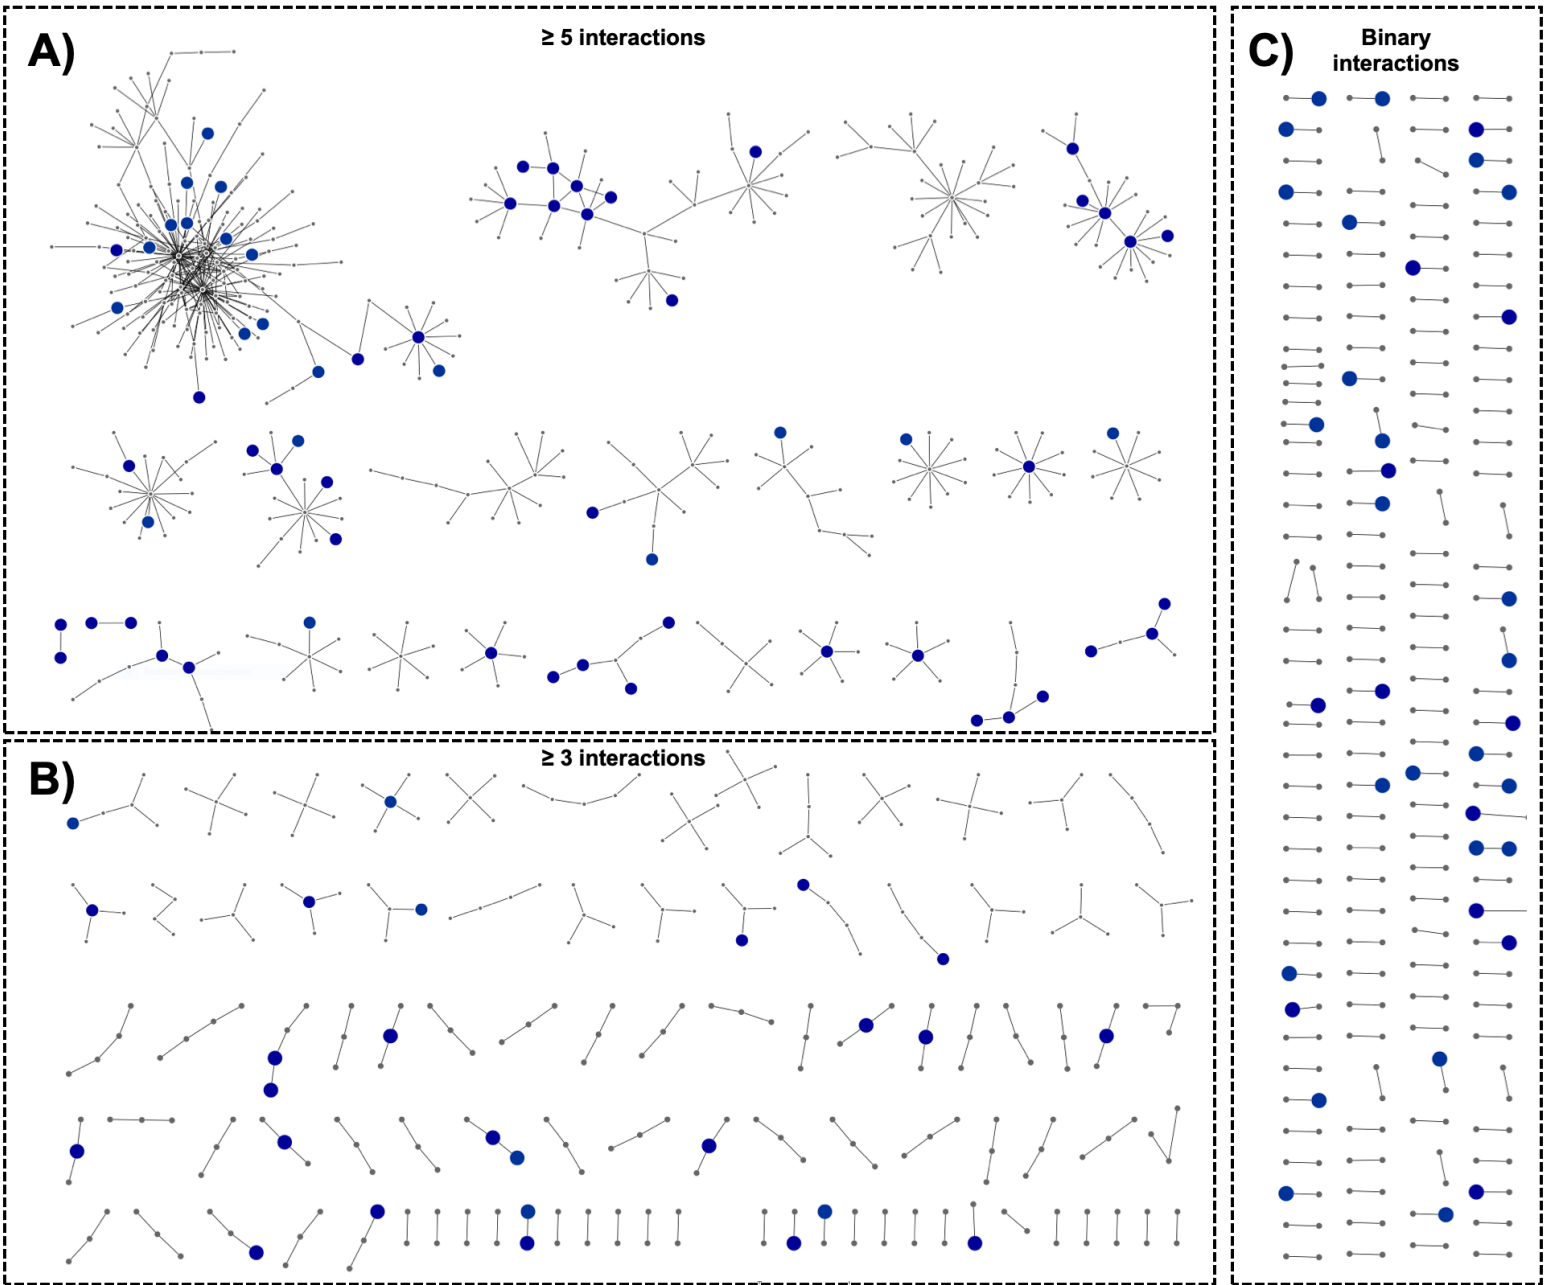 A)
≥ 5 interactions
B)
≥ 3 interactions
C)
Binary
interactions